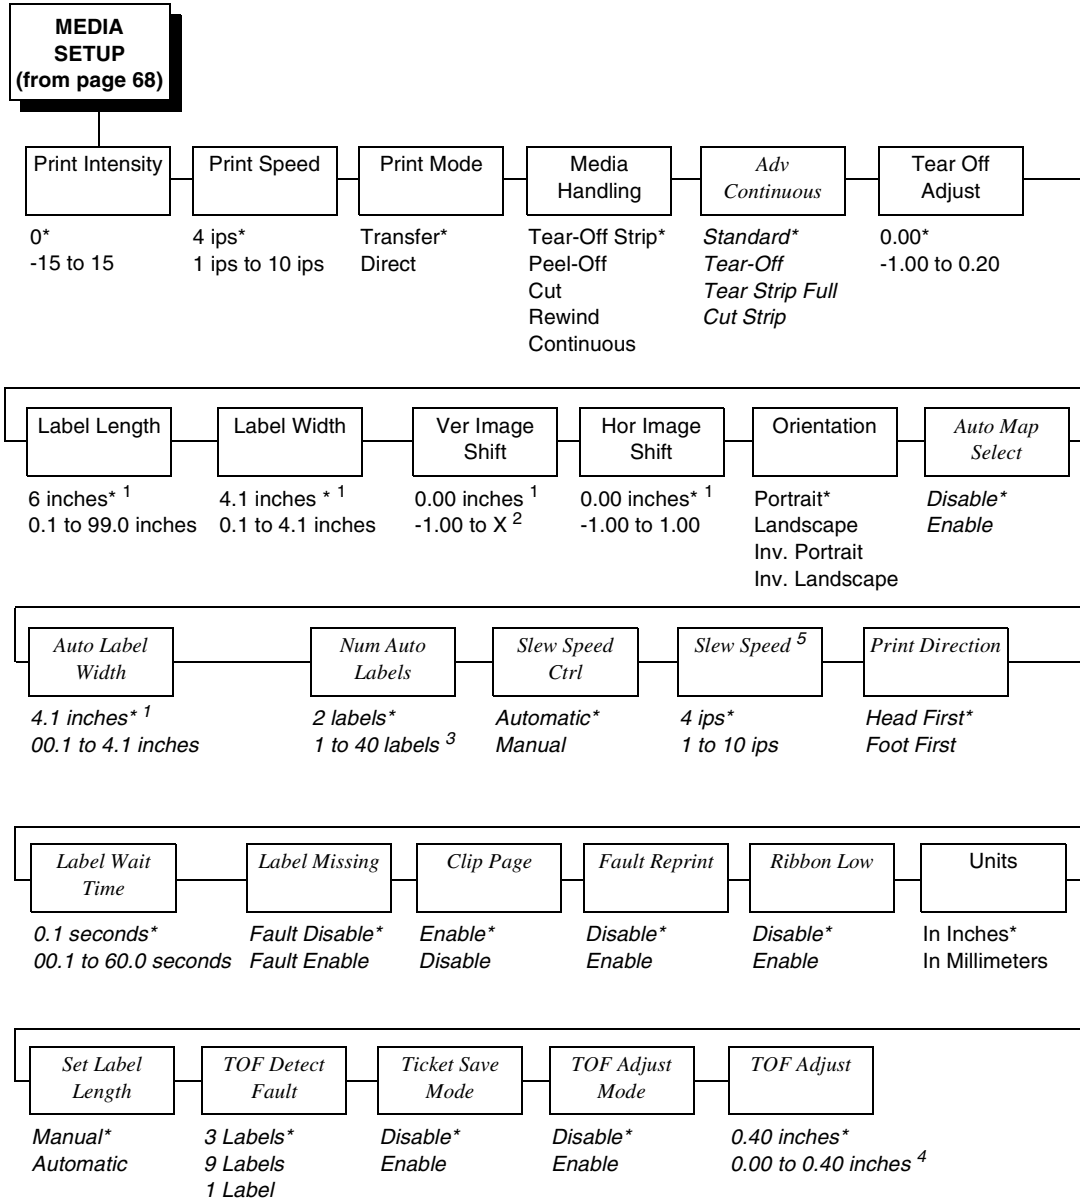 MEDIA
SETUP
(from page 68)
Print Intensity
0*
-15 to 15
Print Speed
4 ips*
1 ips to 10 ips
Print Mode
Transfer*
Direct
Media
Handling
Tear-Off Strip*
Peel-Off
Cut
Rewind
Continuous
Adv
Continuous
Standard*
Tear-Off
Tear Strip Full
Cut Strip
Tear Off
Adjust
0.00*
-1.00 to 0.20
Label Length
6 inches* 1
0.1 to 99.0 inches
Label Width
4.1 inches * 1
0.1 to 4.1 inches
Ver Image
Shift
0.00 inches 1
-1.00 to X 2
Hor Image
Shift
0.00 inches* 1
-1.00 to 1.00
Orientation
Portrait*
Landscape
Inv. Portrait
Inv. Landscape
Auto Map
Select
Disable*
Enable
Auto Label
Width
4.1 inches* 1
00.1 to 4.1 inches
Num Auto
Labels
2 labels*
1 to 40 labels 3
Slew Speed
Ctrl
Automatic*
Manual
Slew Speed 5
4 ips*
1 to 10 ips
Print Direction
Head First*
Foot First
Label Wait
Time
0.1 seconds*
00.1 to 60.0 seconds
Label Missing
Fault Disable*
Fault Enable
Clip Page
Enable*
Disable
Fault Reprint
Disable*
Enable
Ribbon Low
Disable*
Enable
Units
In Inches*
In Millimeters
Set Label
Length
Manual*
Automatic
TOF Detect
Fault
3 Labels*
9 Labels
1 Label
Ticket Save
Mode
Disable*
Enable
TOF Adjust
Mode
Disable*
Enable
TOF Adjust
0.40 inches*
0.00 to 0.40 inches 4